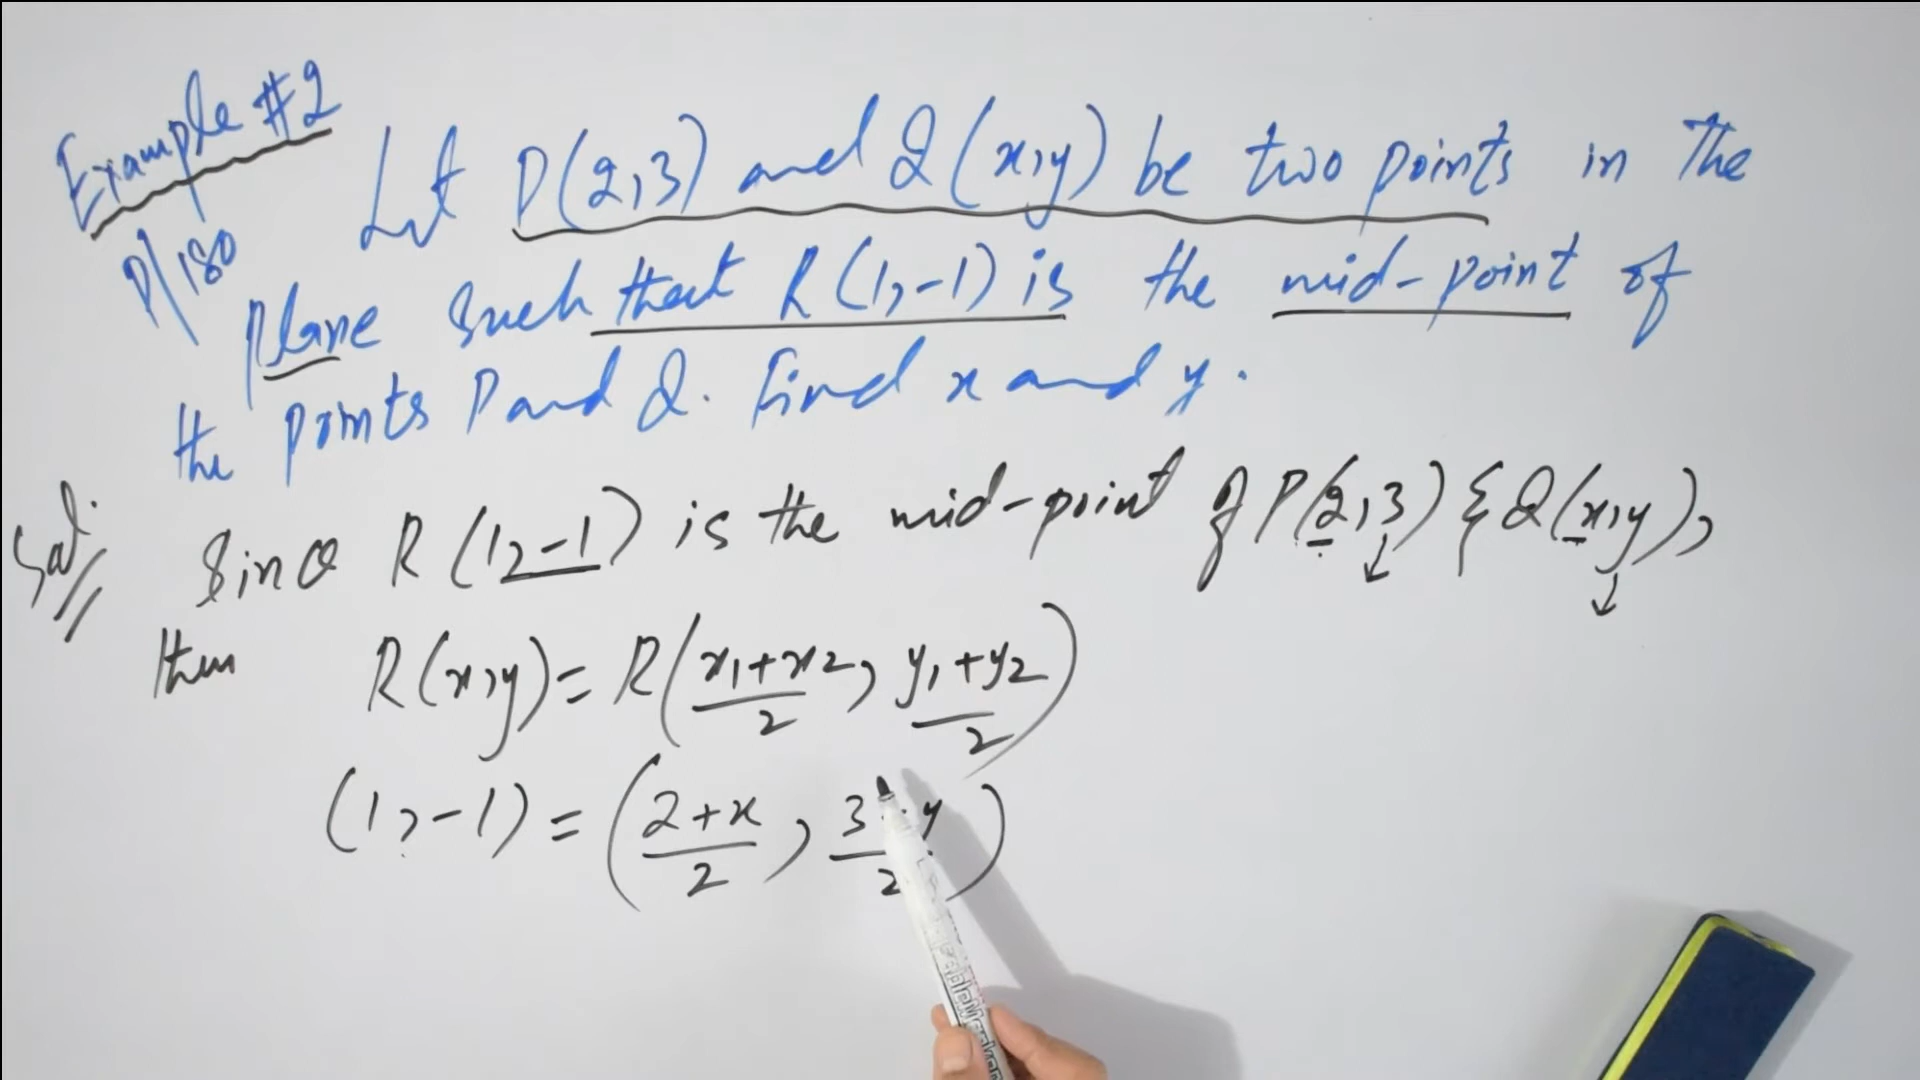 Example #2
P/180
Let P(2,3) and Q(x,y) be two points in the
plane such that R(1,-1) is the mid-point of
the points P and Q. Find x and y.
Sol.
Since R(1,-1) is the mid-point of P(2,3) & Q(x,y),
then R(x,y) = R((x1+x2)/2, (y1+y2)/2)
(1,-1) = ((2+x)/2, (3+y)/2)